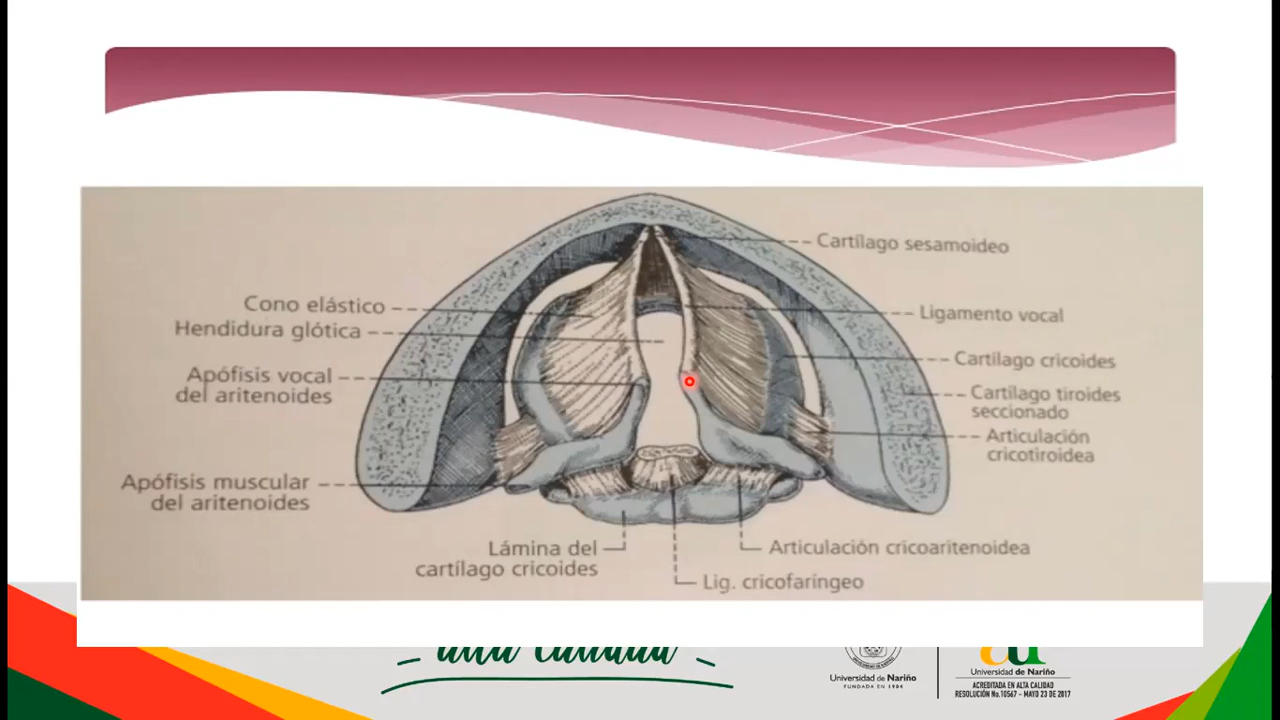 Cartílago sesamoideo
Cono elástico
Hendidura glótica
Ligamento vocal
Apófisis vocal
del aritenoides
Cartílago cricoides
Cartílago tiroides
seccionado
Articulación
cricotiroidea
Apófisis muscular
del aritenoides
Lámina del
cartílago cricoides
Articulación cricoaritenoidea
Lig. cricofaríngeo
alta calidad
Universidad de Nariño
FUNDADA EN 1904
Universidad de Nariño
ACREDITADA EN ALTA CALIDAD
RESOLUCIÓN No.10567 - MAYO 23 DE 2017